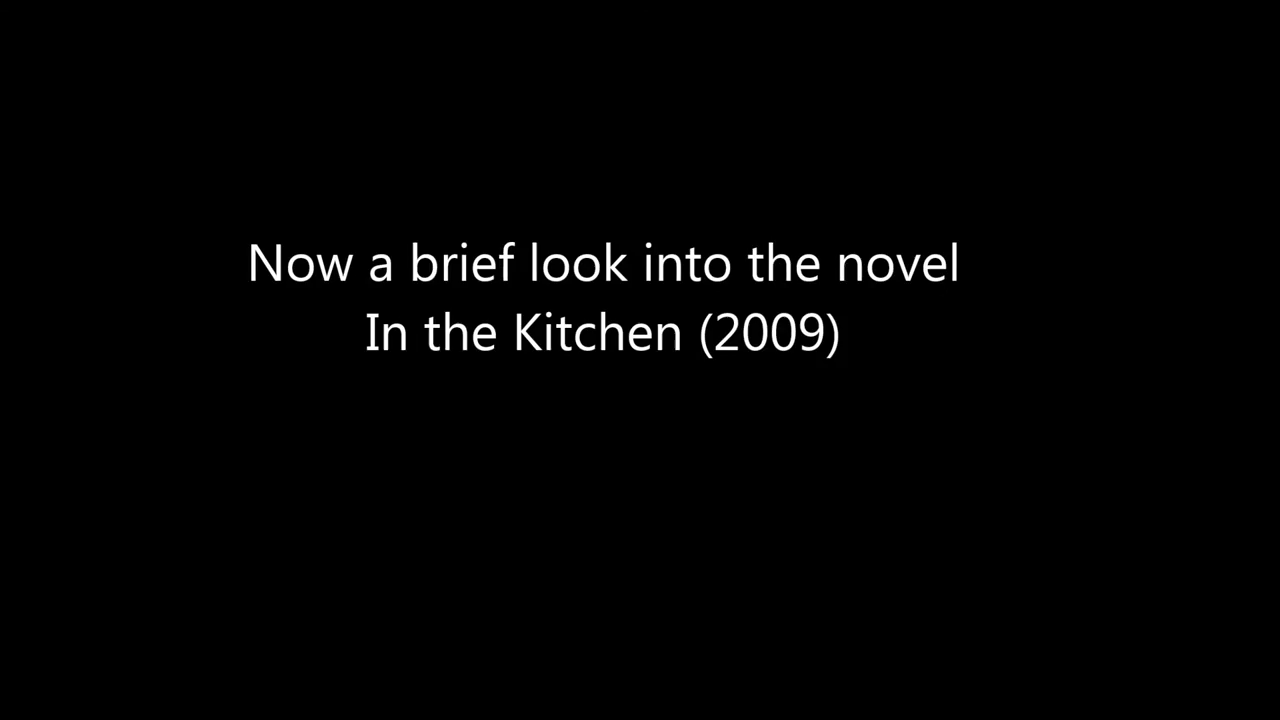 Now a brief look into the novel
In the Kitchen (2009)